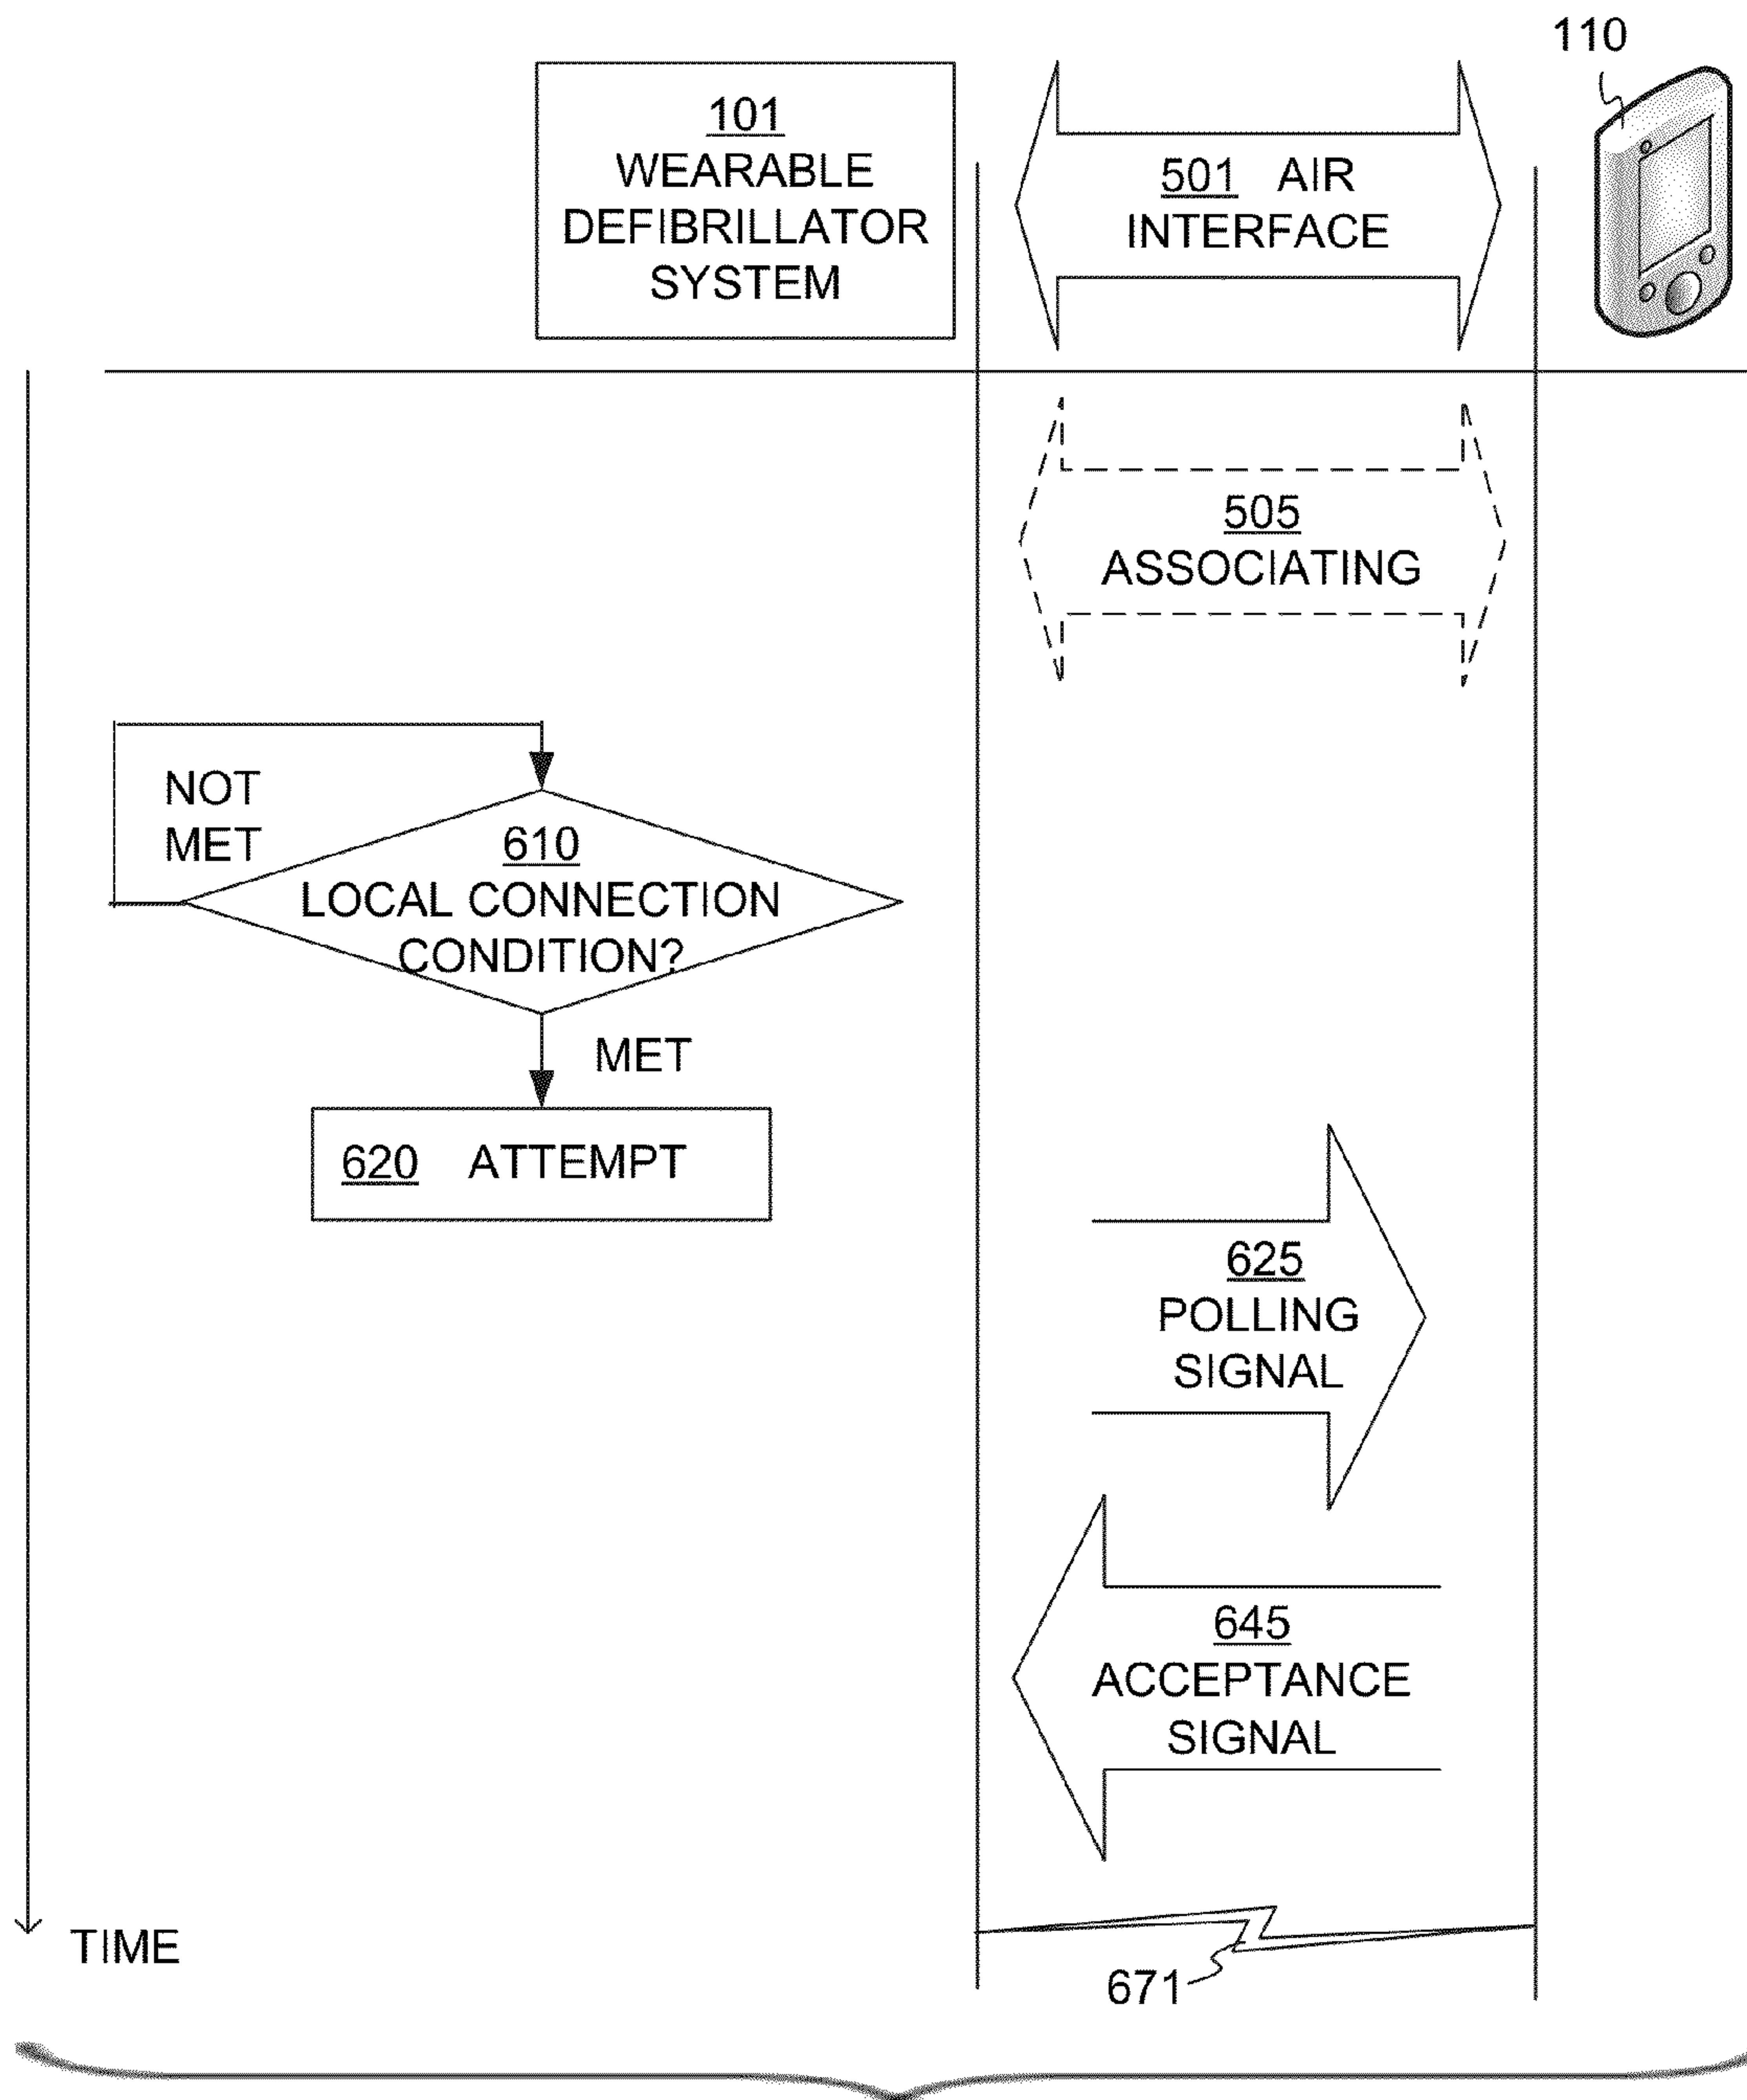 110
101
WEARABLE
DEFIBRILLATOR
SYSTEM
501 AIR
INTERFACE
505
ASSOCIATING
NOT
MET
610
LOCAL CONNECTION
CONDITION?
MET
620 ATTEMPT
625
POLLING
SIGNAL
645
ACCEPTANCE
SIGNAL
TIME
671